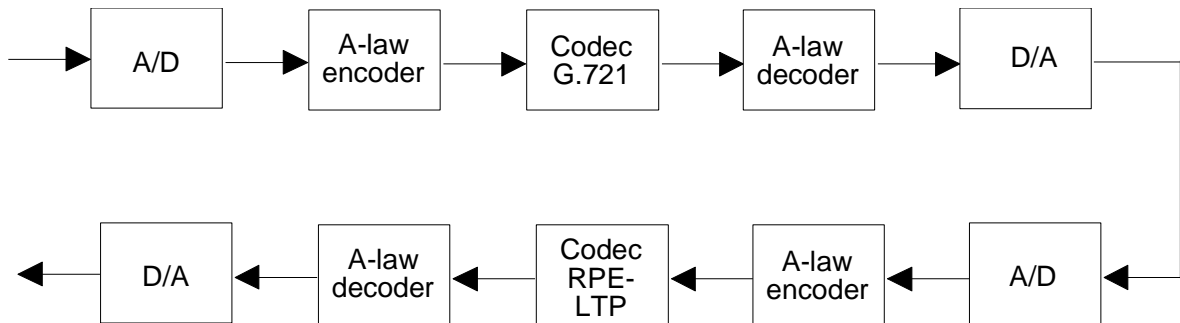 A/D
A-law
encoder
Codec
G.721
A-law
decoder
D/A
D/A
A-law
decoder
Codec
RPE-
LTP
A-law
encoder
A/D